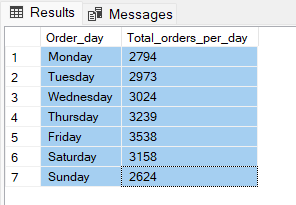 Results Messages
Order_day Total_orders_per_day
1 Monday 2794
2 Tuesday 2973
3 Wednesday 3024
4 Thursday 3239
5 Friday 3538
6 Saturday 3158
7 Sunday 2624